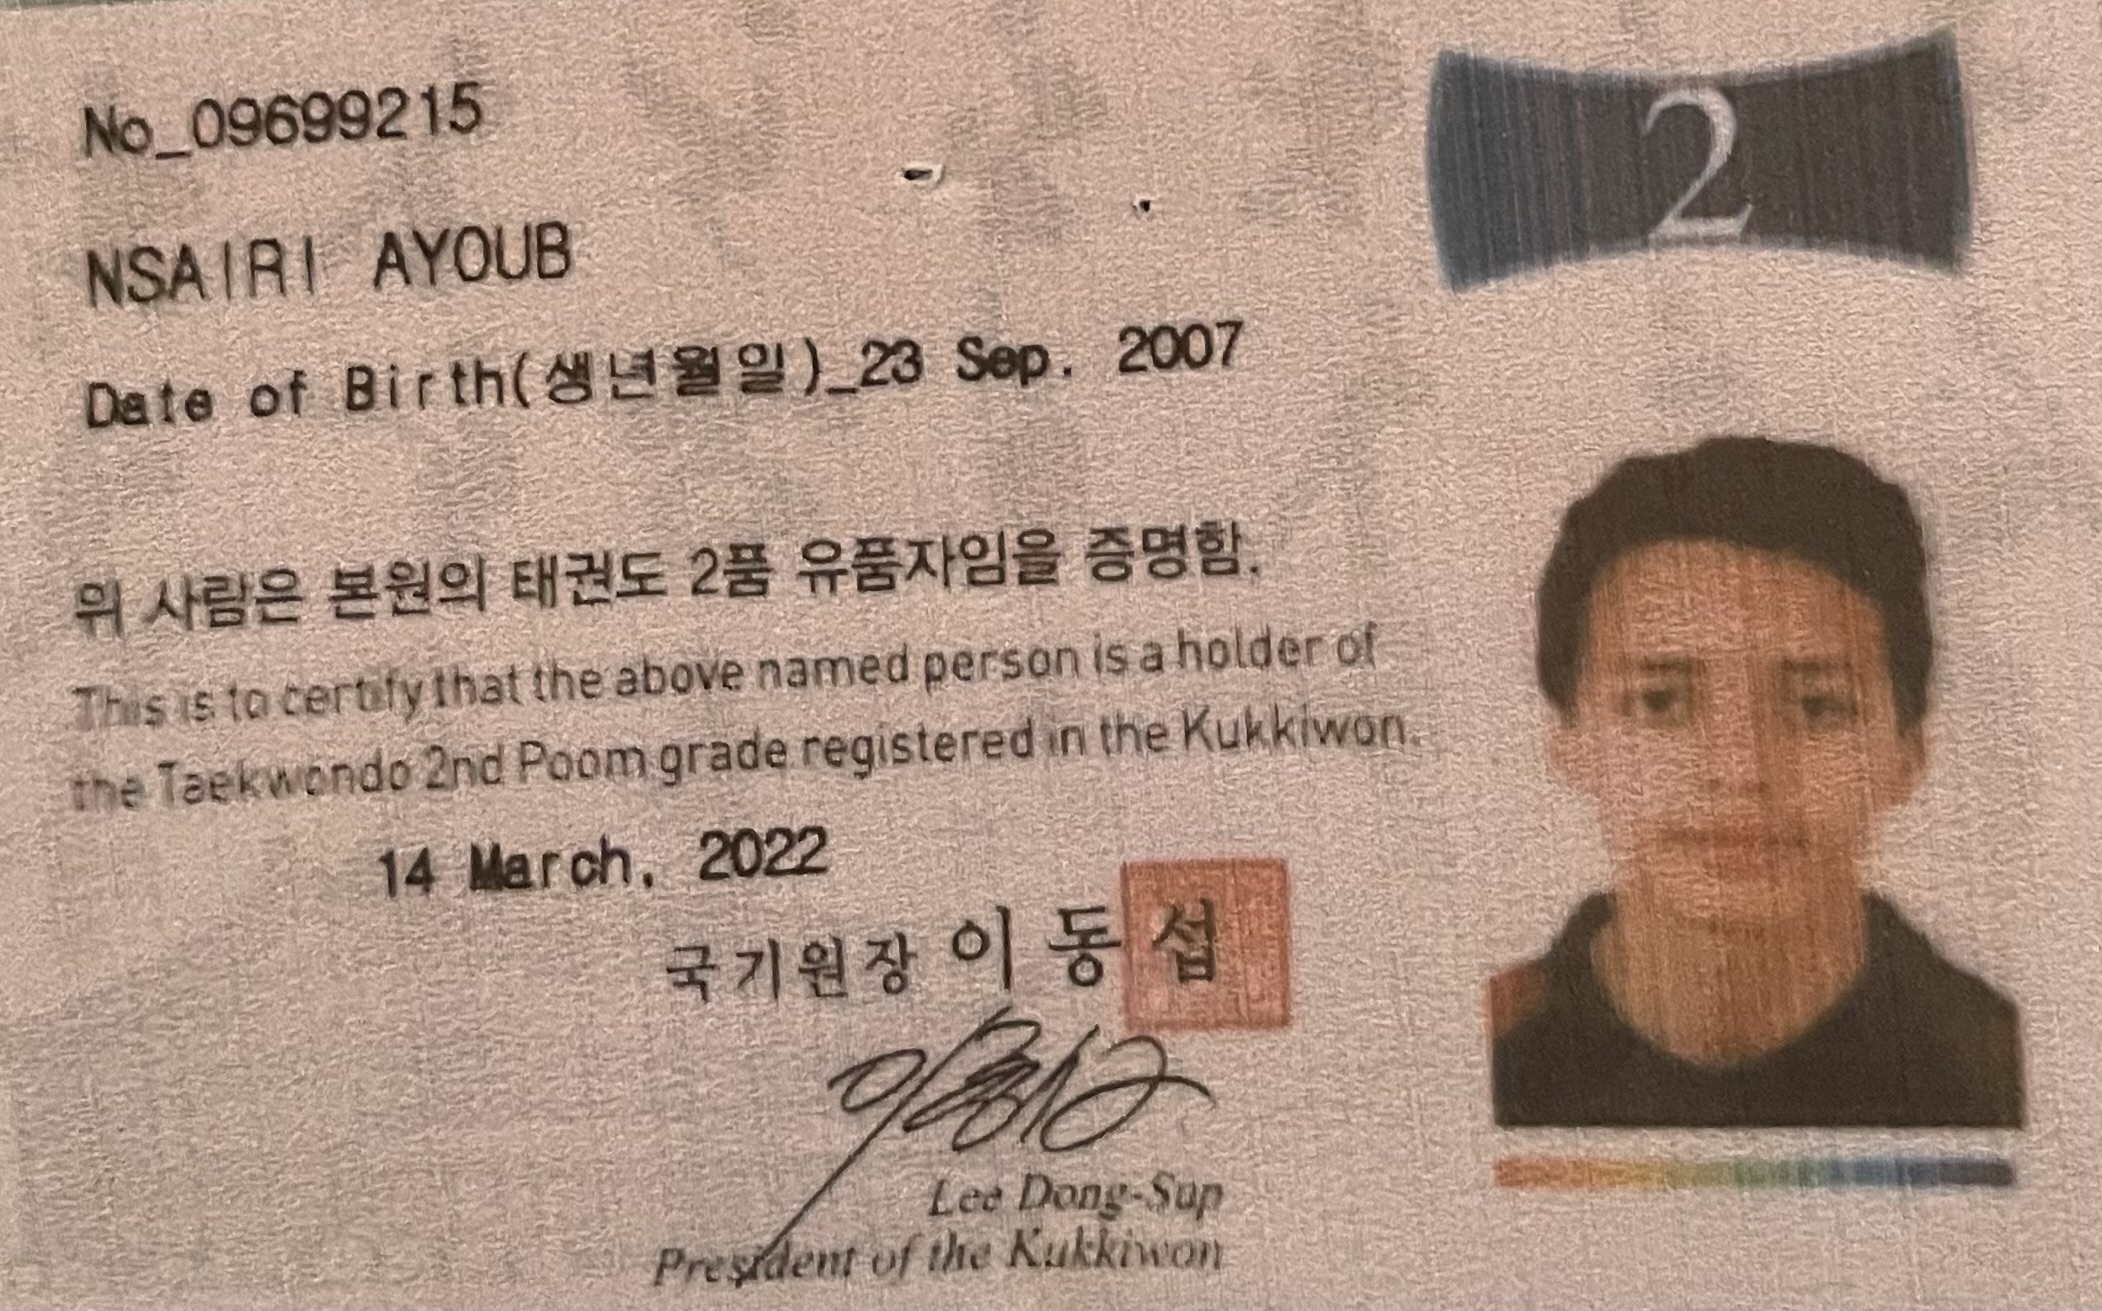 2
No_09699215
NSAIRI AYOUB
Date of Birth(생년월일)_23 Sep. 2007
위 사람은 본원의 태권도 2품 유품자임을 증명함.
This is to certify that the above named person is a holder of
the Taekwondo 2nd Poom grade registered in the Kukkiwon.
14 March, 2022
국기원장 이동섭
Lee Dong-Sup
President of the Kukkiwon